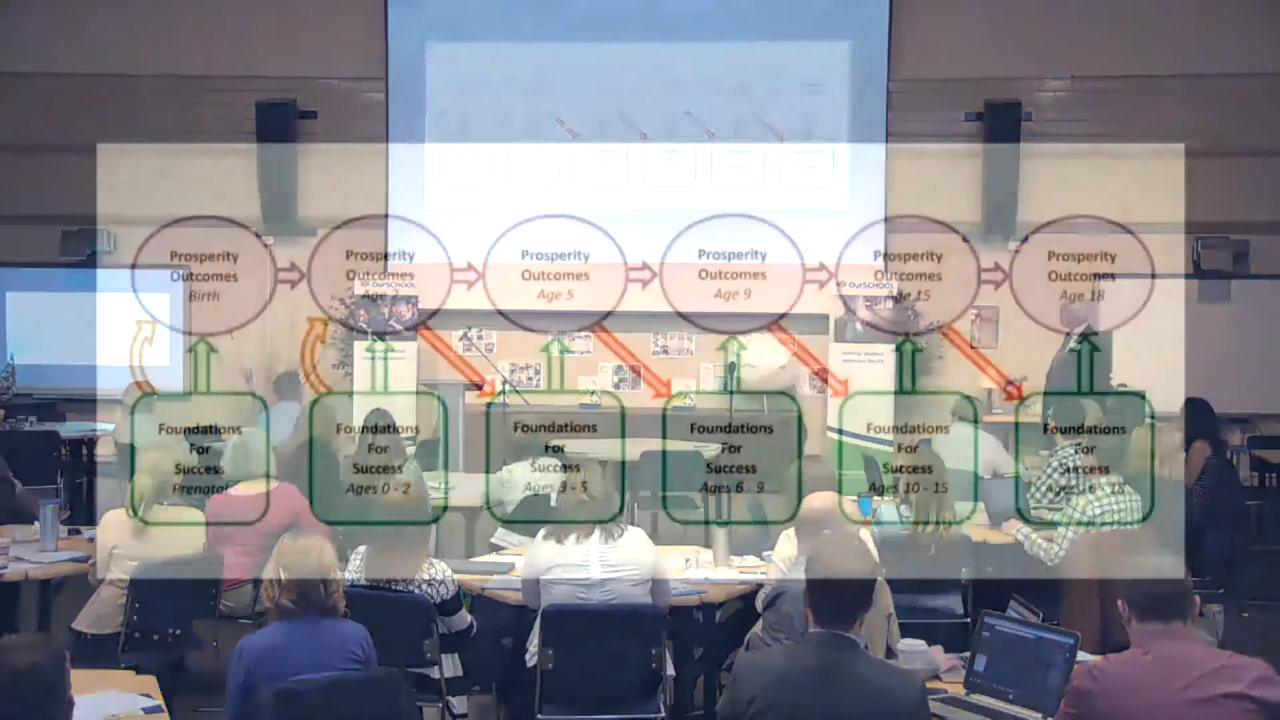 Prosperity
Outcomes
Birth
Prosperity
Outcomes
Age 2
Prosperity
Outcomes
Age 5
Prosperity
Outcomes
Age 9
Prosperity
Outcomes
Age 15
Prosperity
Outcomes
Age 18
OurSCHOOL
OurSCHOOL
Foundations
For
Success
Prenatal
Foundations
For
Success
Ages 0 - 2
Foundations
For
Success
Ages 3 - 5
Foundations
For
Success
Ages 6 - 9
Foundations
For
Success
Ages 10 - 15
Foundations
For
Success